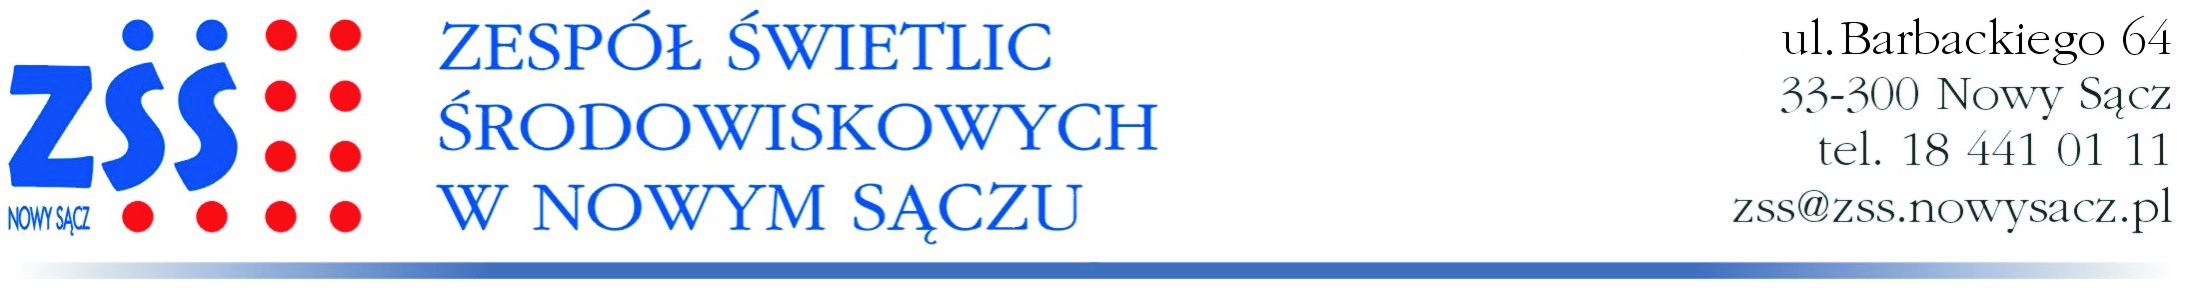 zśś
NOWY SĄCZ
ZESPÓŁ ŚWIETLIC
ŚRODOWISKOWYCH
W NOWYM SĄCZU
ul.Barbackiego 64
33-300 Nowy Sącz
tel. 18 441 01 11
zss@zss.nowysacz.pl